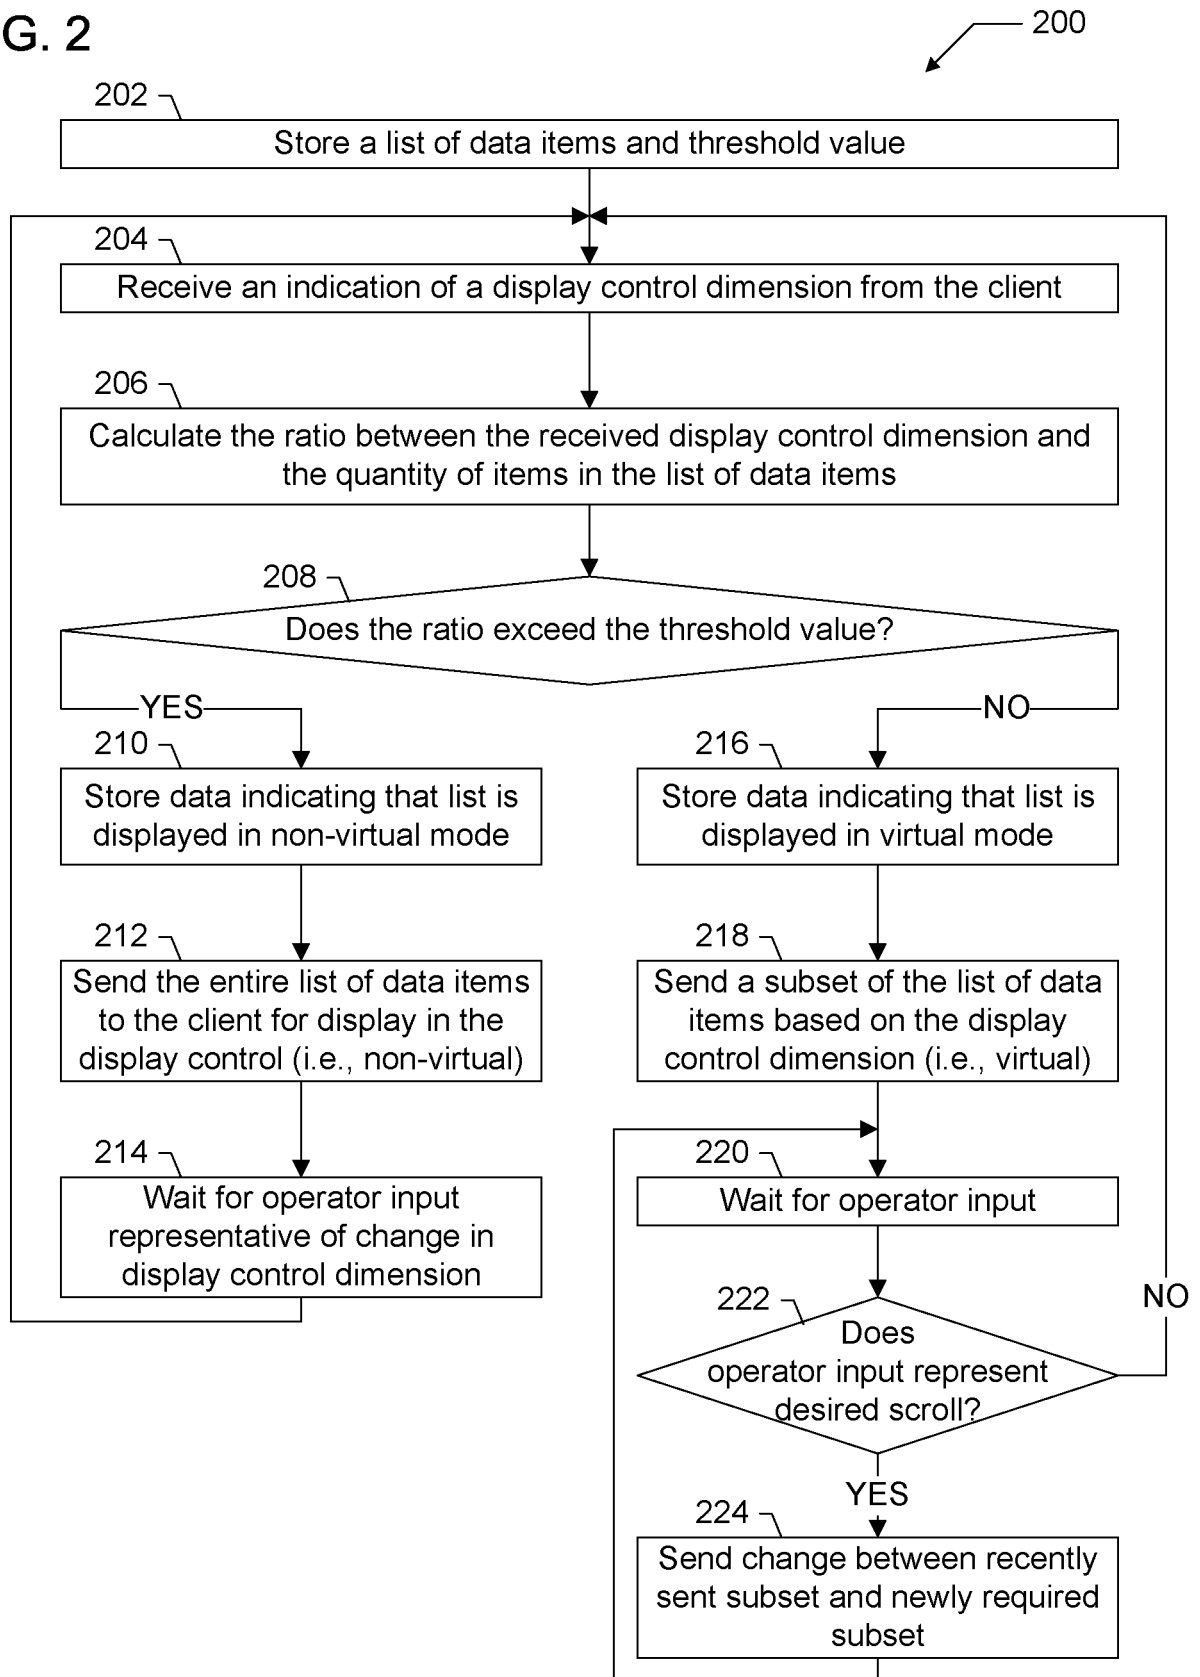 G. 2
200
202
Store a list of data items and threshold value
204
Receive an indication of a display control dimension from the client
206
Calculate the ratio between the received display control dimension and
the quantity of items in the list of data items
208
Does the ratio exceed the threshold value?
YES
NO
210
Store data indicating that list is
displayed in non-virtual mode
216
Store data indicating that list is
displayed in virtual mode
212
Send the entire list of data items
to the client for display in the
display control (i.e., non-virtual)
218
Send a subset of the list of data
items based on the display
control dimension (i.e., virtual)
214
Wait for operator input
representative of change in
display control dimension
220
Wait for operator input
222
Does
operator input represent
desired scroll?
NO
YES
224
Send change between recently
sent subset and newly required
subset